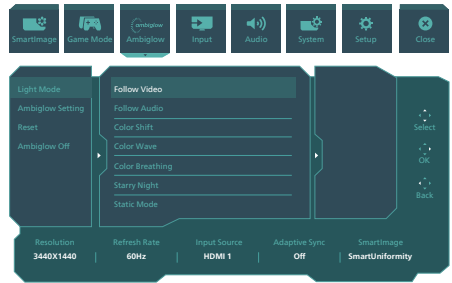 SmartImage
Game Mode
ambiglow
Ambiglow
Input
Audio
System
Setup
Close
Light Mode
Ambiglow Setting
Reset
Ambiglow Off
Follow Video
Follow Audio
Color Shift
Color Wave
Color Breathing
Starry Night
Static Mode
Select
OK
Back
Resolution Refresh Rate Input Source Adaptive Sync SmartImage
3440X1440 | 60Hz | HDMI 1 | Off | SmartUniformity